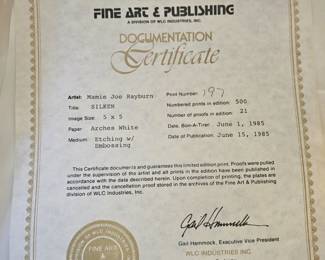 FINE ART & PUBLISHING
A DIVISION OF WLC INDUSTRIES, INC.
DOCUMENTATION
Certificate
Artist: Mamie Joe Rayburn
Print Number: 197
Title: SILKEN
Numbered prints in edition: 500
Image Size: 5 x 5
Number of proofs in edition: 21
Paper: Arches White
Date, Bon-A-Tirer: June 1, 1985
Medium: Etching w/ Embossing
Date of Publication: June 15, 1985
This Certificate documents and guarantees this limited edition print. Proofs were pulled
under the supervision of the artist and all prints in the edition have been published in
accordance with the data described herein. Upon completion of printing, the plates are
cancelled and the cancellation proof stored in the archives of the Fine Art & Publishing
division of WLC Industries, Inc.
Gail Hammock
Gail Hammock, Executive Vice President
WLC INDUSTRIES INC.
FINE ART &